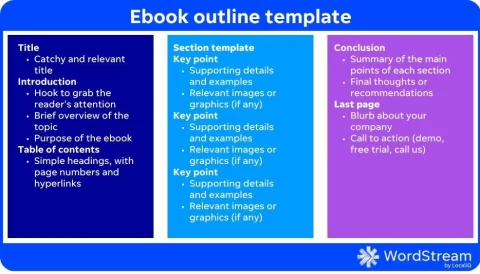 Ebook outline template
Title
• Catchy and relevant
title
Introduction
• Hook to grab the
reader's attention
• Brief overview of the
topic
• Purpose of the ebook
Table of contents
• Simple headings, with
page numbers and
hyperlinks
Section template
Key point
• Supporting details
and examples
• Relevant images or
graphics (if any)
Key point
• Supporting details
and examples
• Relevant images or
graphics (if any)
Key point
• Supporting details
and examples
• Relevant images or
graphics (if any)
Conclusion
• Summary of the main
points of each section
• Final thoughts or
recommendations
Last page
• Blurb about your
company
• Call to action (demo,
free trial, call us)
WordStream
by LocaliQ